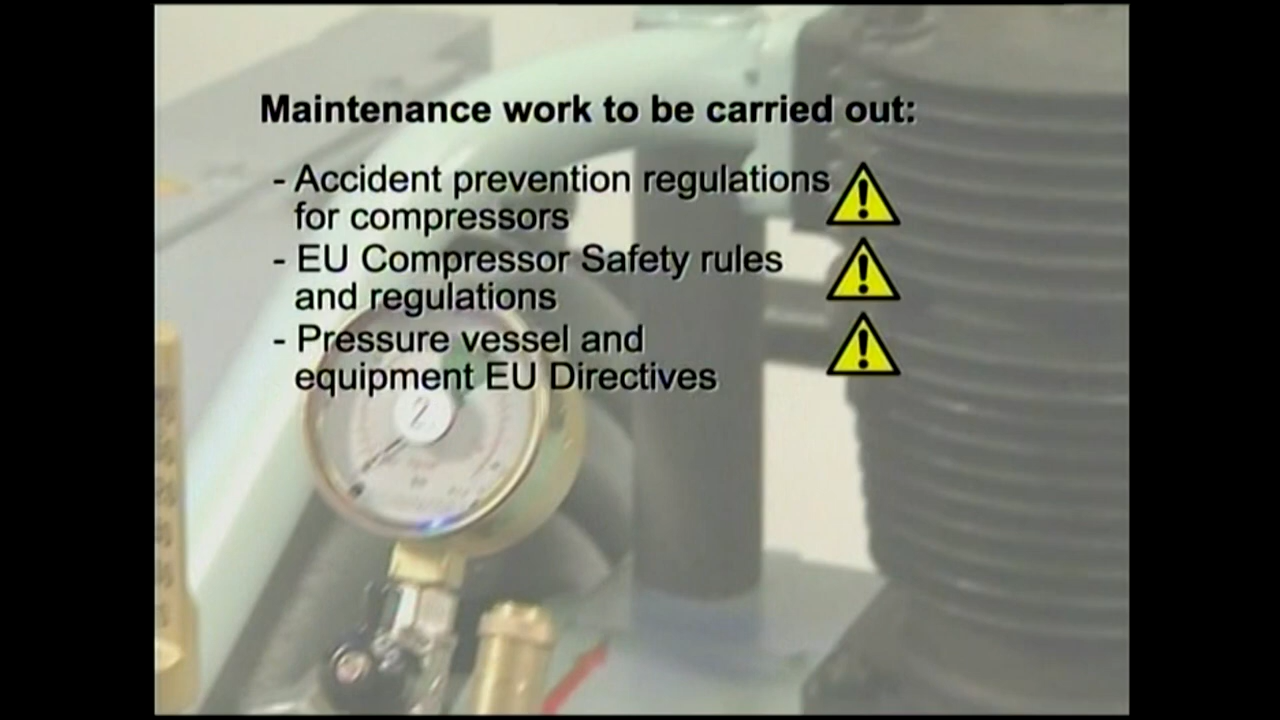 Maintenance work to be carried out:
- Accident prevention regulations
for compressors
- EU Compressor Safety rules
and regulations
- Pressure vessel and
equipment EU Directives